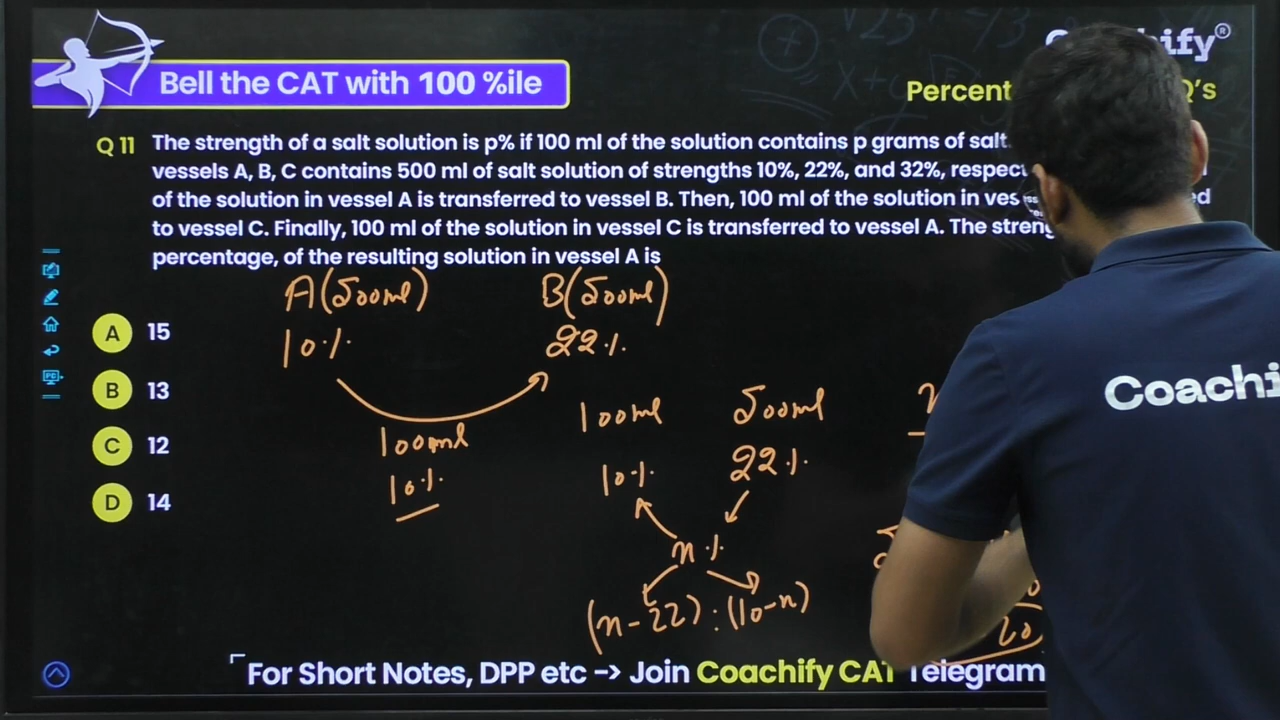 Bell the CAT with 100 %ile
Percent
Q's
Q 11 The strength of a salt solution is p% if 100 ml of the solution contains p grams of salt.
vessels A, B, C contains 500 ml of salt solution of strengths 10%, 22%, and 32%,
of the solution in vessel A is transferred to vessel B. Then, 100 ml of the solution in
to vessel C. Finally, 100 ml of the solution in vessel C is transferred to vessel A. The
percentage, of the resulting solution in vessel A is
A(500ml) B(500ml)
10% 22%
A 15
B 13
C 12
D 14
100ml
10%
100ml 500ml
10% 22%
n%
(n-22) : (10-n)
20
For Short Notes, DPP etc -> Join Coachify CAT Telegram